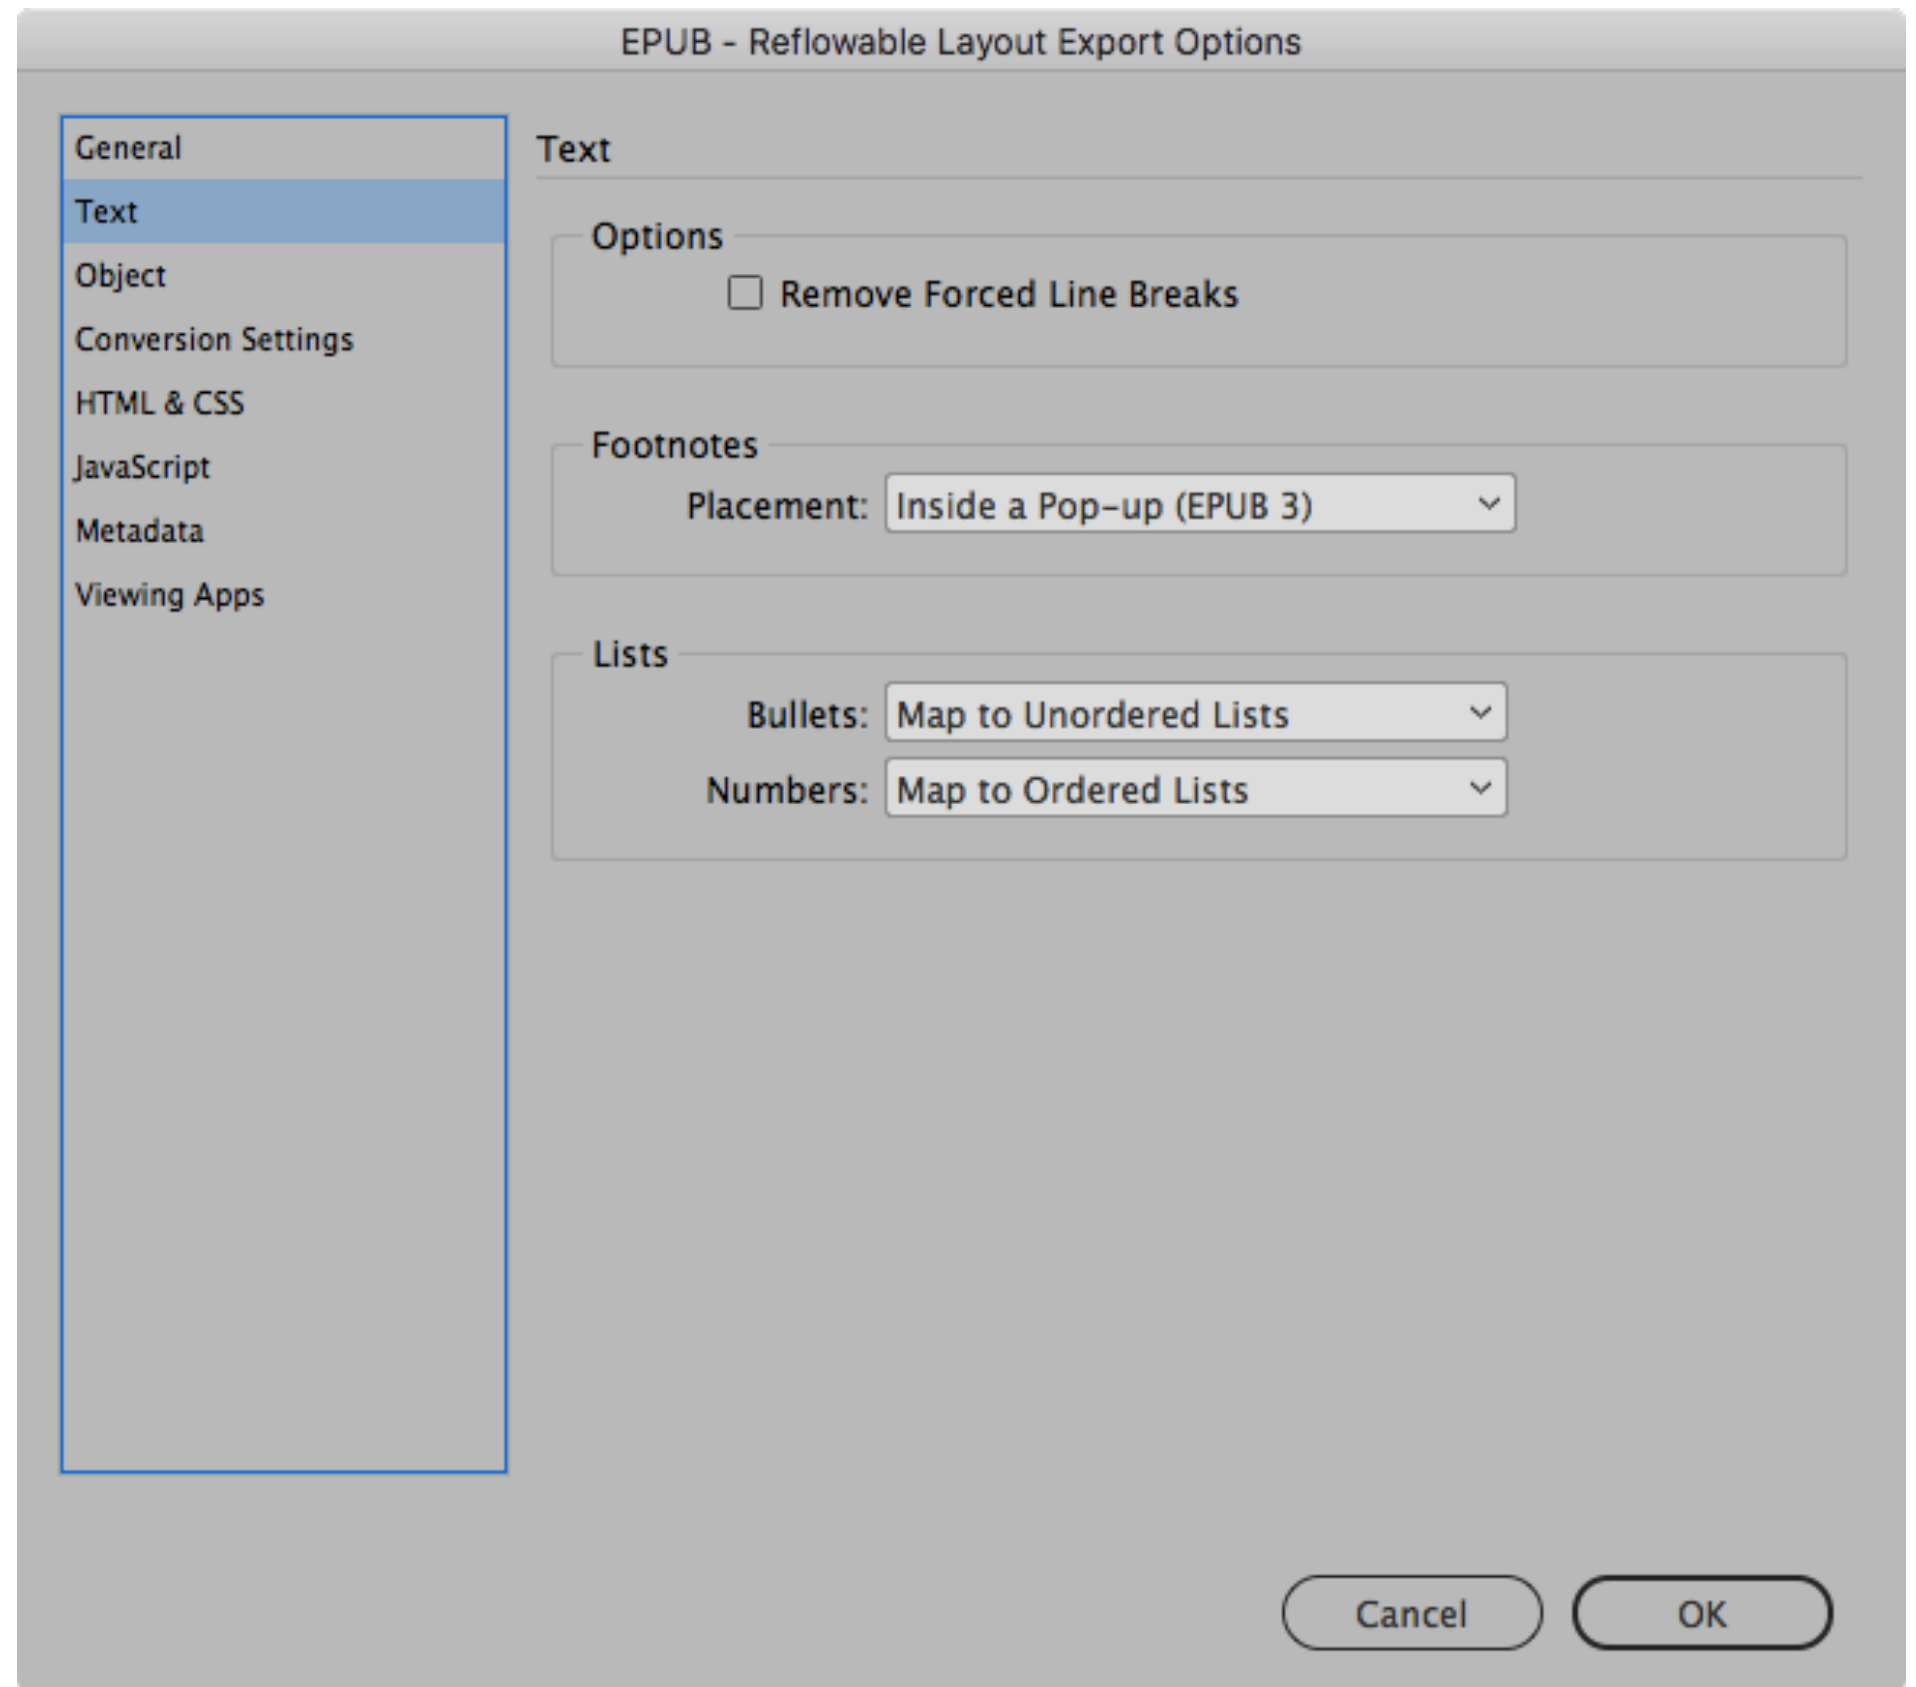 EPUB - Reflowable Layout Export Options
General
Text
Object
Conversion Settings
HTML & CSS
JavaScript
Metadata
Viewing Apps
Text
Options
Remove Forced Line Breaks
Footnotes
Placement: Inside a Pop-up (EPUB 3)
Lists
Bullets: Map to Unordered Lists
Numbers: Map to Ordered Lists
Cancel OK